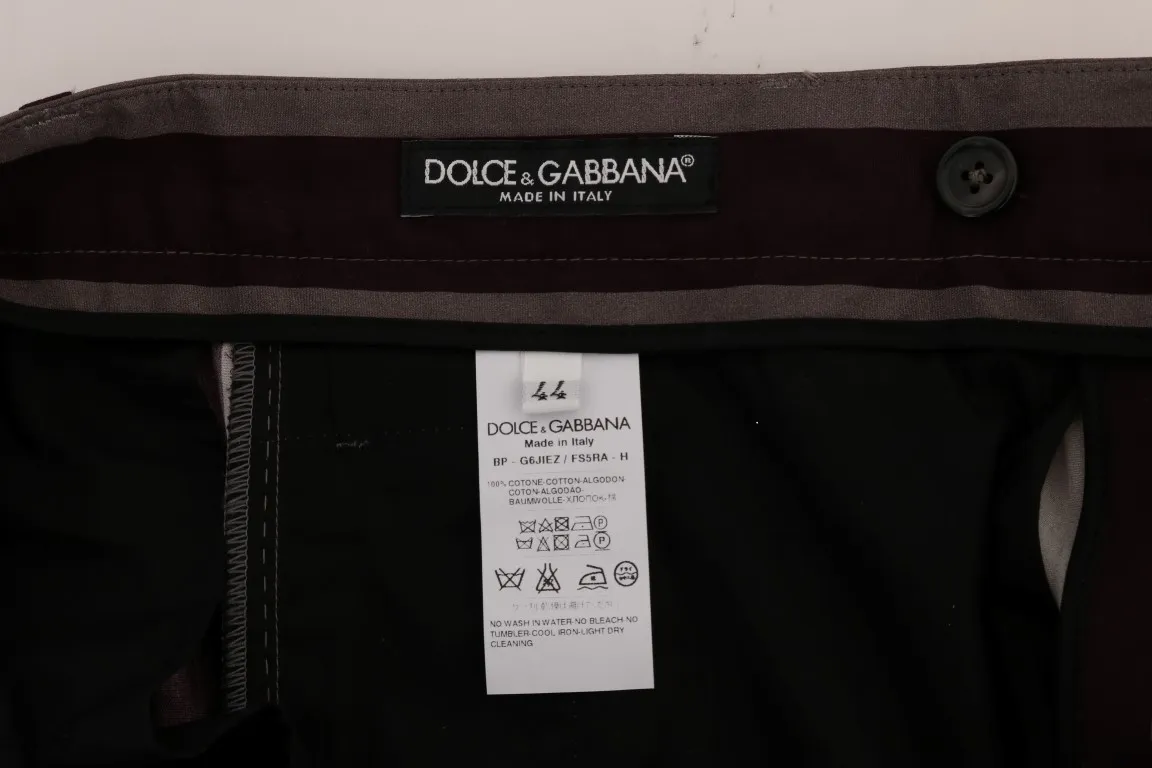 DOLCE & GABBANA®
MADE IN ITALY
44
DOLCE & GABBANA
Made in Italy
BP - G6JIEZ / FS5RA - H
100% COTONE-COTTON-ALGODON-
COTON-ALGODAO-
BAUMWOLLE-ХЛОПОК-棉
P
P
NO WASH IN WATER-NO BLEACH-NO
TUMBLER-COOL IRON-LIGHT DRY
CLEANING